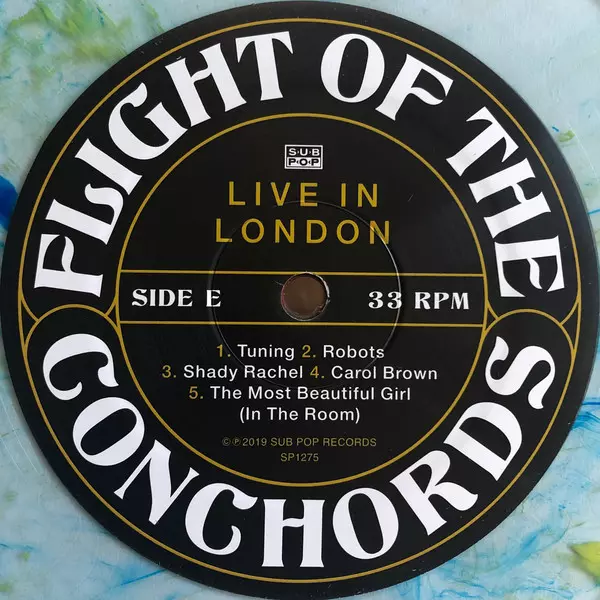 FLIGHT OF THE
CONCHORDS
SUB
POP
LIVE IN
LONDON
SIDE E
33 RPM
1. Tuning 2. Robots
3. Shady Rachel 4. Carol Brown
5. The Most Beautiful Girl
(In The Room)
©℗ 2019 SUB POP RECORDS
SP1275